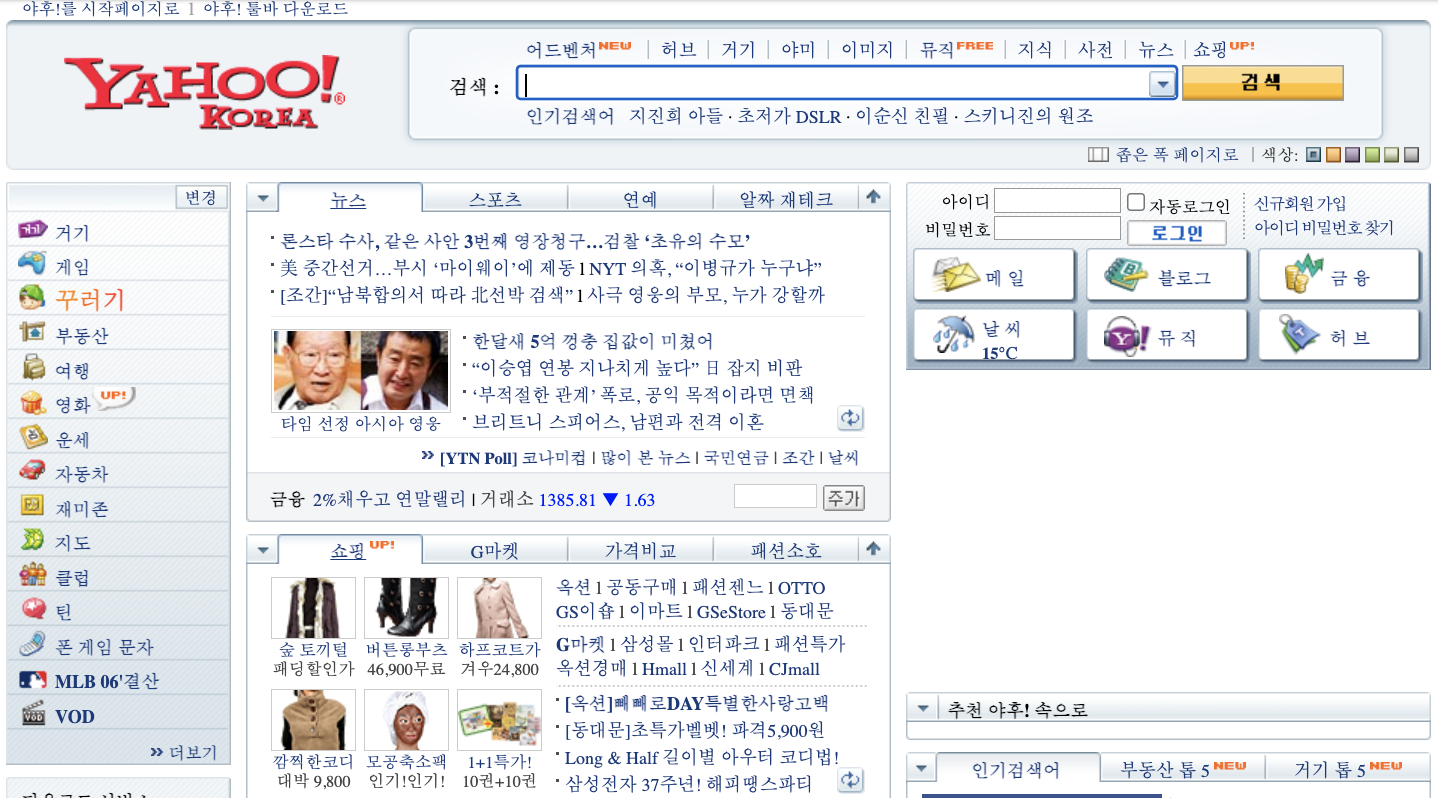 야후!를 시작페이지로 l 야후! 툴바 다운로드
YAHOO!® KOREA
어드벤처NEW | 허브 | 거기 | 야미 | 이미지 | 뮤직FREE | 지식 | 사전 | 뉴스 | 쇼핑UP!
검색 :
검색
인기검색어 지진희 아들 · 초저가 DSLR · 이순신 친필 · 스키니진의 원조
좁은 폭 페이지로 | 색상:
변경
거기
게임
꾸러기
부동산
여행
영화 UP!
운세
자동차
재미존
지도
클럽
틴
폰 게임 문자
MLB 06'결산
VOD
» 더보기
뉴스 스포츠 연예 알짜 재테크
론스타 수사, 같은 사안 3번째 영장청구…검찰 ‘초유의 수모’
美 중간선거…부시 ‘마이웨이’에 제동 l NYT 의혹, “이병규가 누구냐”
[조간]“남북합의서 따라 北선박 검색” l 사극 영웅의 부모, 누가 강할까
타임 선정 아시아 영웅
한달새 5억 껑충 집값이 미쳤어
“이승엽 연봉 지나치게 높다” 日 잡지 비판
‘부적절한 관계’ 폭로, 공익 목적이라면 면책
브리트니 스피어스, 남편과 전격 이혼
» [YTN Poll] 코나미컵 l 많이 본 뉴스 l 국민연금 l 조간 l 날씨
금융 2%채우고 연말랠리 l 거래소 1385.81 ▼ 1.63
주가
쇼핑UP! G마켓 가격비교 패션소호
숲 토끼털
패딩할인가
버튼롱부츠
46,900무료
하프코트가
겨우24,800
깜찍한코디
대박 9,800
모공축소팩
인기!인기!
1+1특가!
10권+10권
옥션 l 공동구매 l 패션젠느 l OTTO
GS이숍 l 이마트 l GSeStore l 동대문
G마켓 l 삼성몰 l 인터파크 l 패션특가
옥션경매 l Hmall l 신세계 l CJmall
[옥션]빼빼로DAY특별한사랑고백
[동대문]초특가벨벳! 파격5,900원
Long & Half 길이별 아우터 코디법!
삼성전자 37주년! 해피땡스파티
아이디
자동로그인
비밀번호
로그인
신규회원 가입
아이디 비밀번호 찾기
메 일
블로그
금 융
날 씨
15°C
뮤 직
허 브
추천 야후! 속으로
인기검색어 부동산 톱 5 NEW 거기 톱 5 NEW